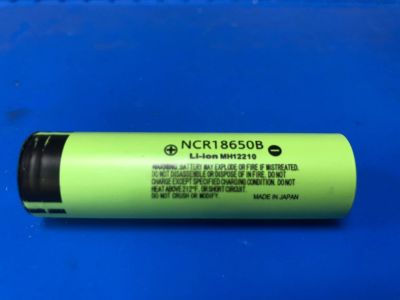 ⊕ NCR18650B ⊖
Li-ion MH12210
WARNING, BATTERY MAY EXPLODE OR FIRE IF MISTREATED.
DO NOT DISASSEMBLE OR DISPOSE OF IN FIRE. DO NOT
CHARGE EXCEPT SPECIFIED CHARGING CONDITION. DO NOT
HEAT ABOVE 212°F. OR SHORT CIRCUIT.
DO NOT CRUSH OR MODIFY. MADE IN JAPAN